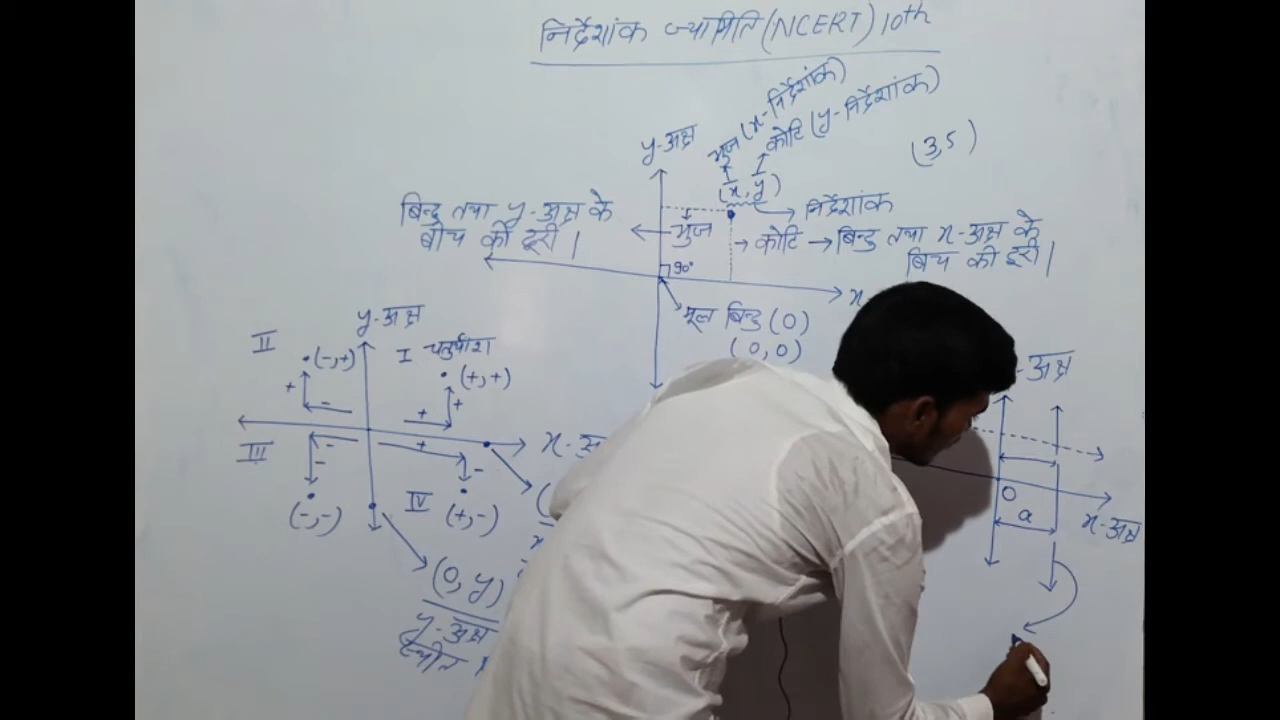 निर्देशांक ज्यामिति (NCERT) 10th
भुज (x-निर्देशांक)
कोटि (y-निर्देशांक)
(3,5)
y-अक्ष
(x, y)
निर्देशांक
बिन्दु तथा y-अक्ष के
बीच की दूरी।
भुज
कोटि → बिन्दु तथा x-अक्ष के
बिच की दूरी।
90°
x-
मूल बिन्दु (0)
(0,0)
y-अक्ष
II
(-,+)
+
-
I चतुर्थांश
(+,+)
+
+
III
-
-
(-,-)
+
-
IV
(+,-)
x-अ
(
x
(0, y)
y-अक्ष
स्थीत
-अक्ष
O
a
x-अक्ष